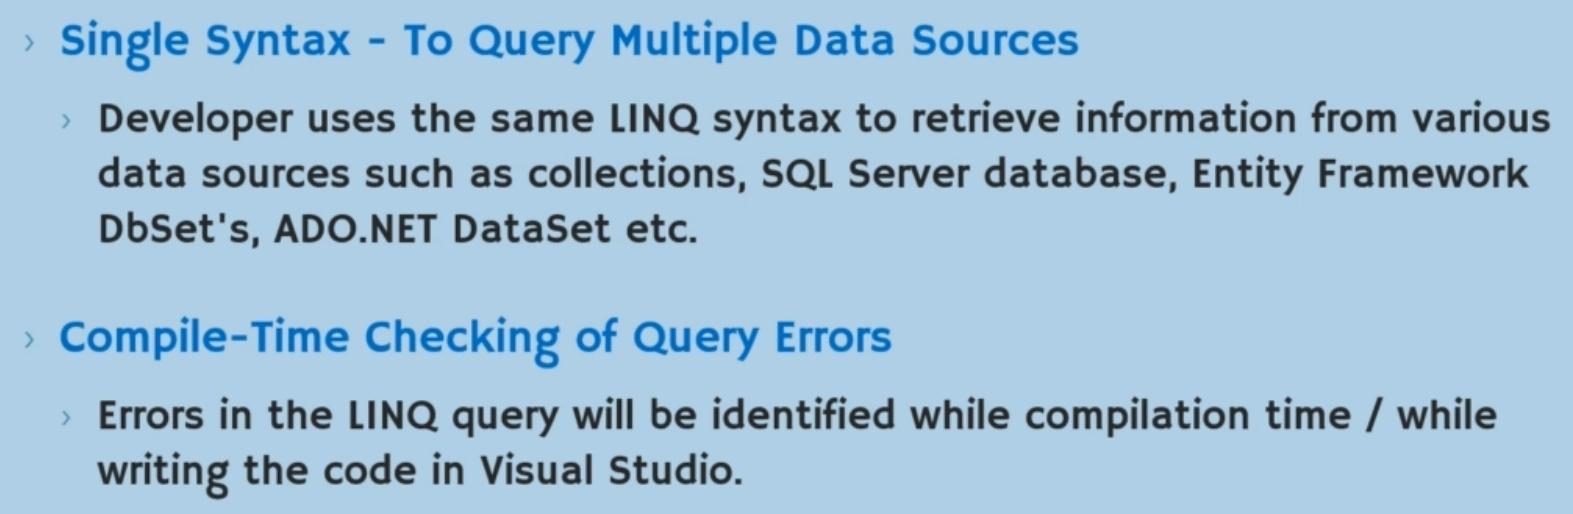 › Single Syntax - To Query Multiple Data Sources
› Developer uses the same LINQ syntax to retrieve information from various
data sources such as collections, SQL Server database, Entity Framework
DbSet's, ADO.NET DataSet etc.
› Compile-Time Checking of Query Errors
› Errors in the LINQ query will be identified while compilation time / while
writing the code in Visual Studio.